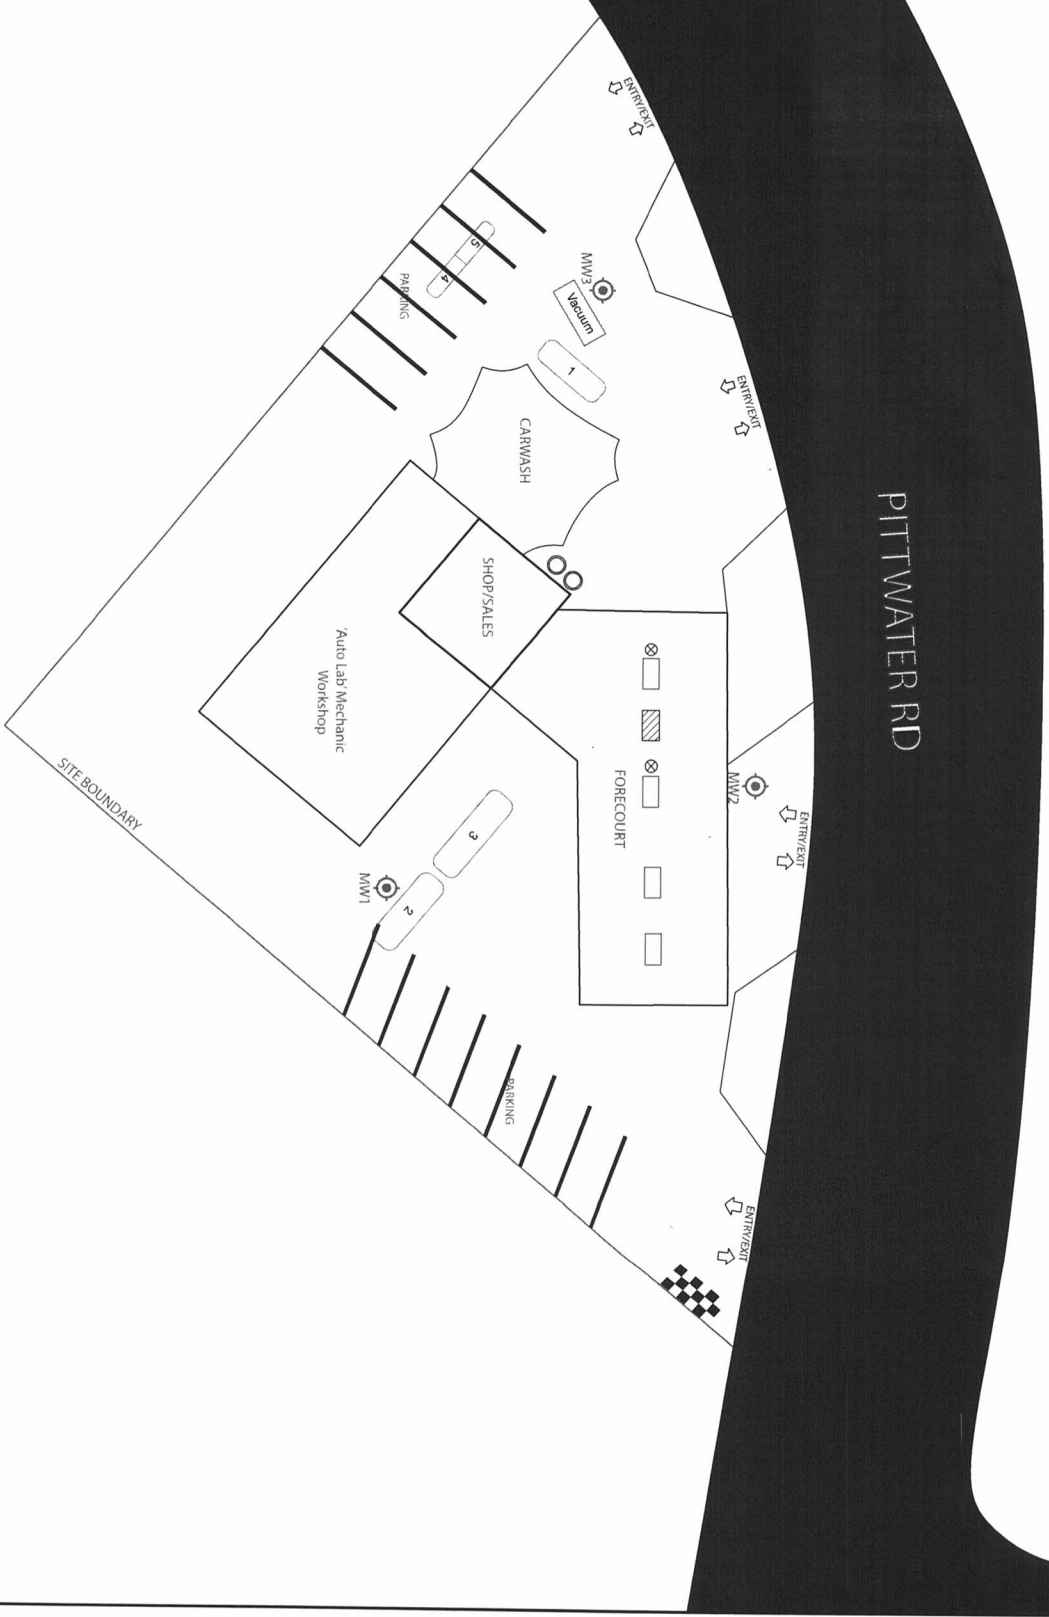 PITTWATER RD
ENTRY/EXIT
ENTRY/EXIT
ENTRY/EXIT
ENTRY/EXIT
MW3
Vacuum
1
5
4
PARKING
CARWASH
SHOP/SALES
'Auto Lab' Mechanic
Workshop
FORECOURT
MW2
3
2
MW1
PARKING
SITE BOUNDARY